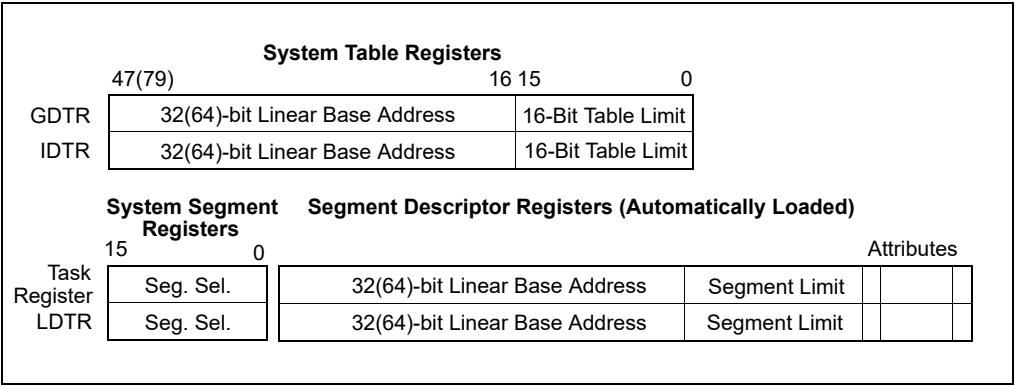 System Table Registers
47(79) 16 15 0
GDTR 32(64)-bit Linear Base Address 16-Bit Table Limit
IDTR 32(64)-bit Linear Base Address 16-Bit Table Limit
System Segment Segment Descriptor Registers (Automatically Loaded)
Registers
15 0 Attributes
Task
Register Seg. Sel. 32(64)-bit Linear Base Address Segment Limit
LDTR Seg. Sel. 32(64)-bit Linear Base Address Segment Limit